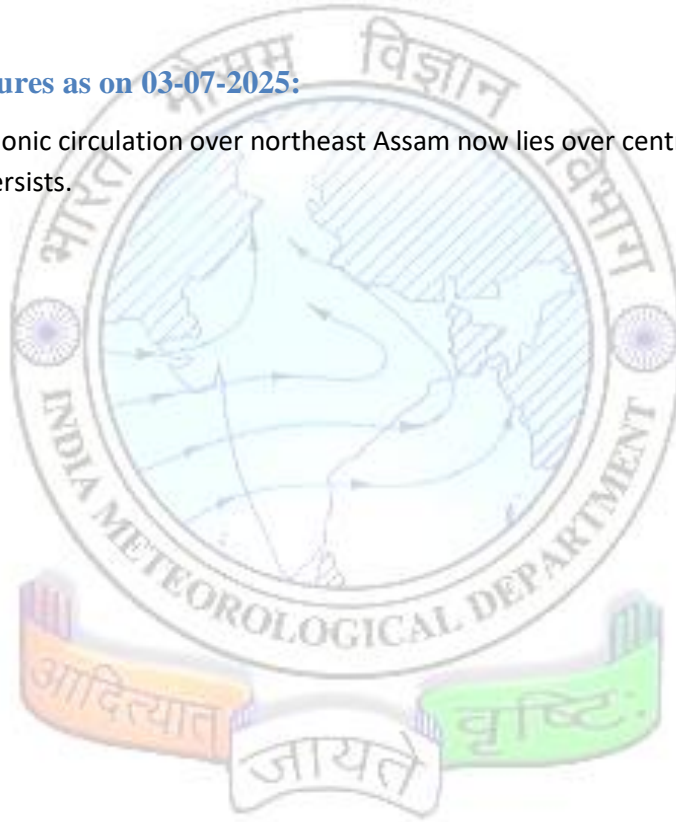 ures as on 03-07-2025:
onic circulation over northeast Assam now lies over cent
ersists.
भारत मौसम विज्ञान विभाग
INDIA METEOROLOGICAL DEPARTMENT
आदित्यात
जायते
वृष्टि: